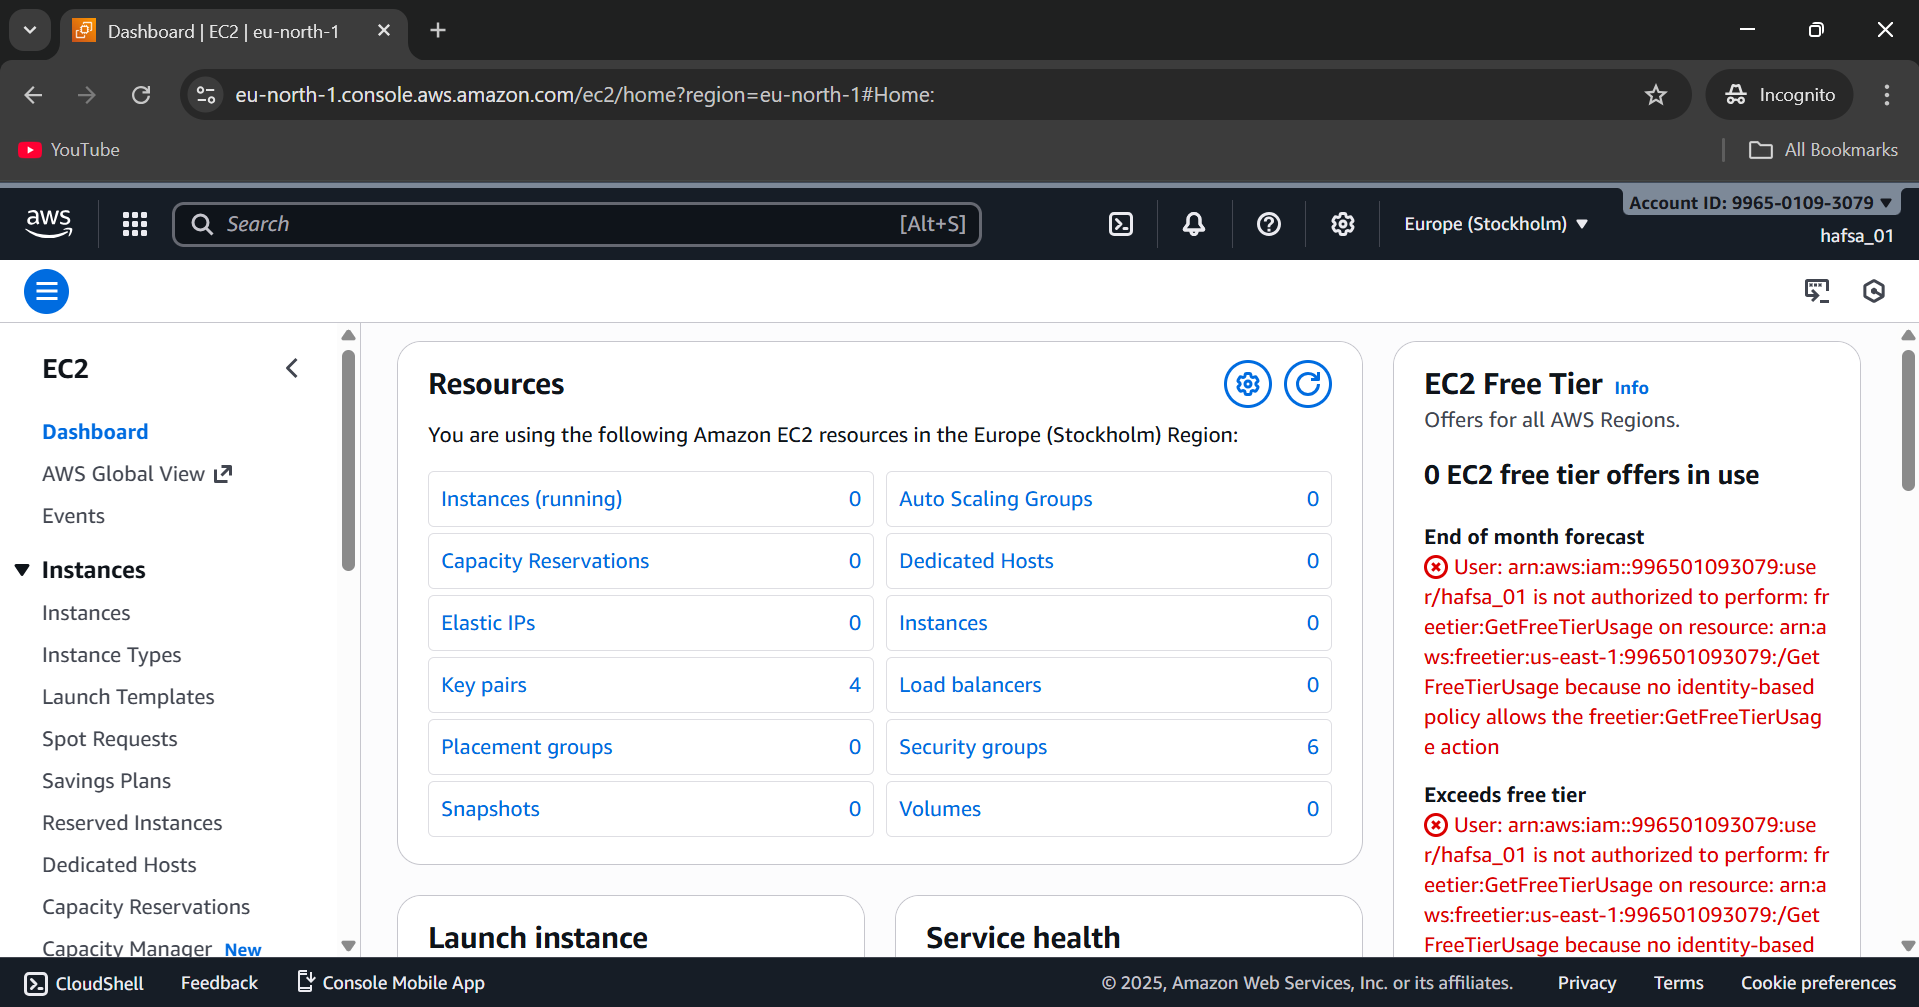 Dashboard | EC2 | eu-north-1
eu-north-1.console.aws.amazon.com/ec2/home?region=eu-north-1#Home:
Incognito
YouTube
All Bookmarks
aws
Search
[Alt+S]
Europe (Stockholm)
Account ID: 9965-0109-3079
hafsa_01
EC2
Dashboard
AWS Global View
Events
Instances
Instances
Instance Types
Launch Templates
Spot Requests
Savings Plans
Reserved Instances
Dedicated Hosts
Capacity Reservations
Capacity Manager New
Resources
You are using the following Amazon EC2 resources in the Europe (Stockholm) Region:
Instances (running) 0
Auto Scaling Groups 0
Capacity Reservations 0
Dedicated Hosts 0
Elastic IPs 0
Instances 0
Key pairs 4
Load balancers 0
Placement groups 0
Security groups 6
Snapshots 0
Volumes 0
Launch instance
Service health
EC2 Free Tier Info
Offers for all AWS Regions.
0 EC2 free tier offers in use
End of month forecast
User: arn:aws:iam::996501093079:use
r/hafsa_01 is not authorized to perform: fr
eetier:GetFreeTierUsage on resource: arn:a
ws:freetier:us-east-1:996501093079:/Get
FreeTierUsage because no identity-based
policy allows the freetier:GetFreeTierUsag
e action
Exceeds free tier
User: arn:aws:iam::996501093079:use
r/hafsa_01 is not authorized to perform: fr
eetier:GetFreeTierUsage on resource: arn:a
ws:freetier:us-east-1:996501093079:/Get
FreeTierUsage because no identity-based
CloudShell
Feedback
Console Mobile App
© 2025, Amazon Web Services, Inc. or its affiliates.
Privacy
Terms
Cookie preferences